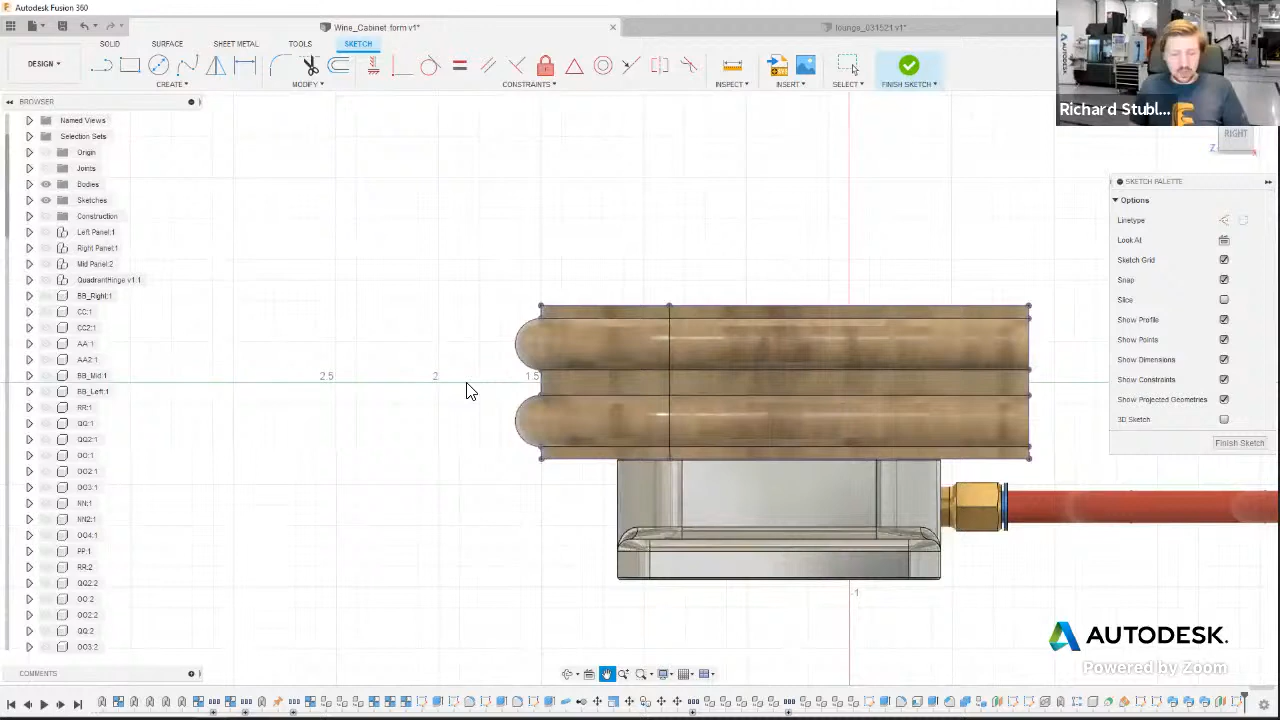 Autodesk Fusion 360
Wine_Cabinet form v1*
lounge_031521 v1*
SOLID
SURFACE
SHEET METAL
TOOLS
SKETCH
DESIGN
CREATE
MODIFY
CONSTRAINTS
INSPECT
INSERT
SELECT
FINISH SKETCH
Richard Stubl...
BROWSER
Named Views
Selection Sets
Origin
Joints
Bodies
Sketches
Construction
Left Panel:1
Right Panel:1
Mid Panel:2
QuadrantHinge v1:1
BB_Right:1
CC:1
CC2:1
AA:1
AA2:1
BB_Mid:1
BB_Left:1
RR:1
QQ:1
QQ2:1
OO:1
OO2:1
OO3:1
NN:1
NN2:1
OO4:1
PP:1
RR:2
QQ2:2
OO:2
OO2:2
QQ:2
OO3:2
COMMENTS
2.5
2
1.5
1
RIGHT
Z
X
SKETCH PALETTE
Options
Linetype
Look At
Sketch Grid
Snap
Slice
Show Profile
Show Points
Show Dimensions
Show Constraints
Show Projected Geometries
3D Sketch
Finish Sketch
AUTODESK.
Powered by Zoom